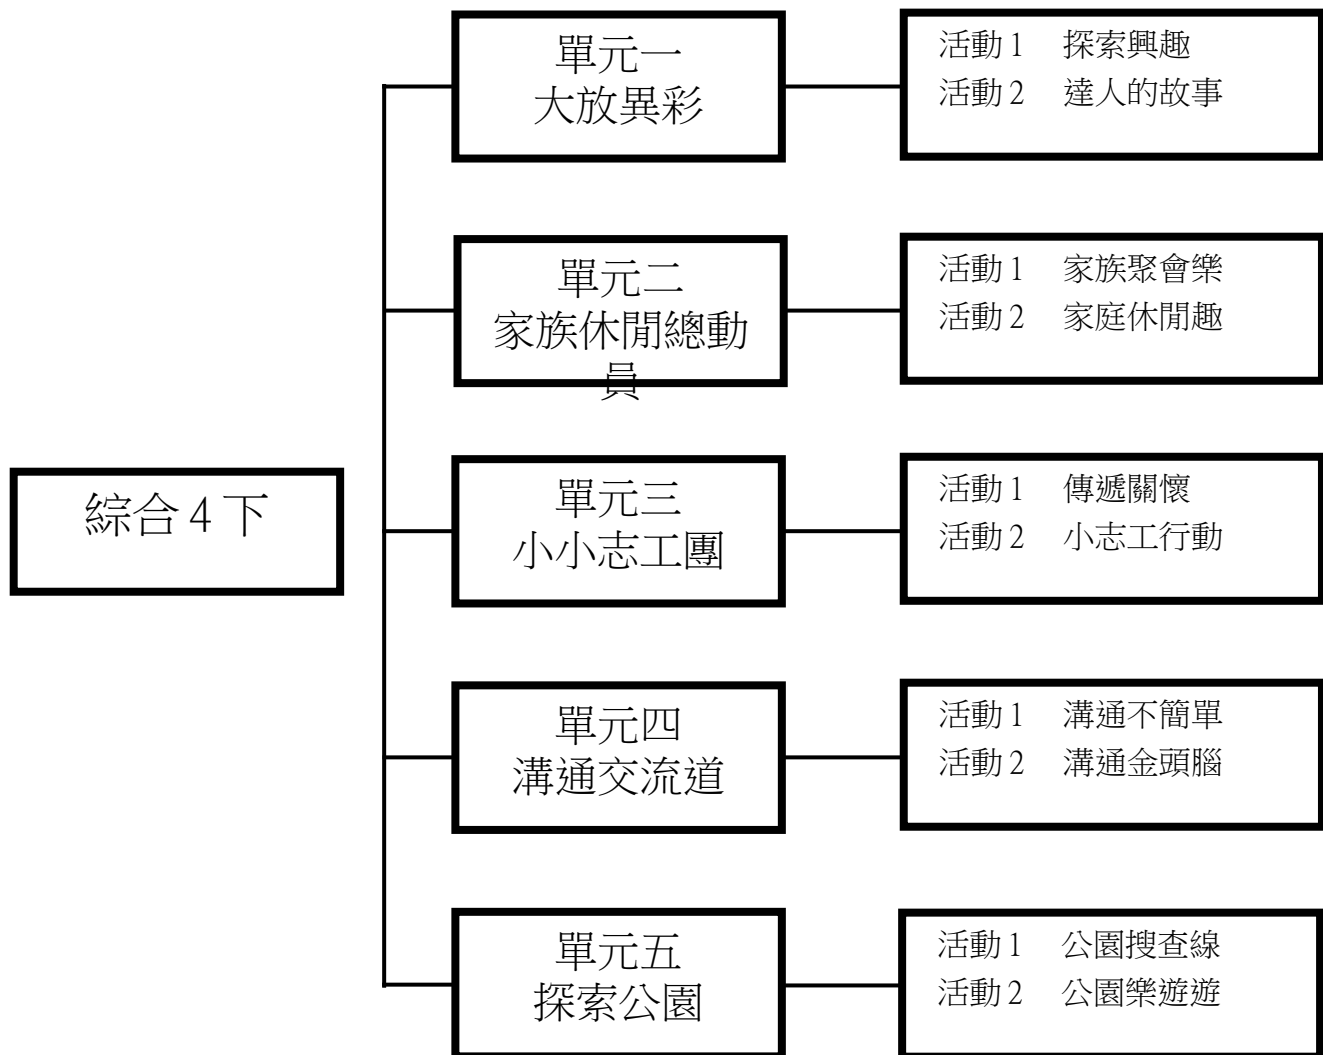 綜合4下
單元一
大放異彩
活動1 探索興趣
活動2 達人的故事
單元二
家族休閒總動
員
活動1 家族聚會樂
活動2 家庭休閒趣
單元三
小小志工團
活動1 傳遞關懷
活動2 小志工行動
單元四
溝通交流道
活動1 溝通不簡單
活動2 溝通金頭腦
單元五
探索公園
活動1 公園搜查線
活動2 公園樂遊遊